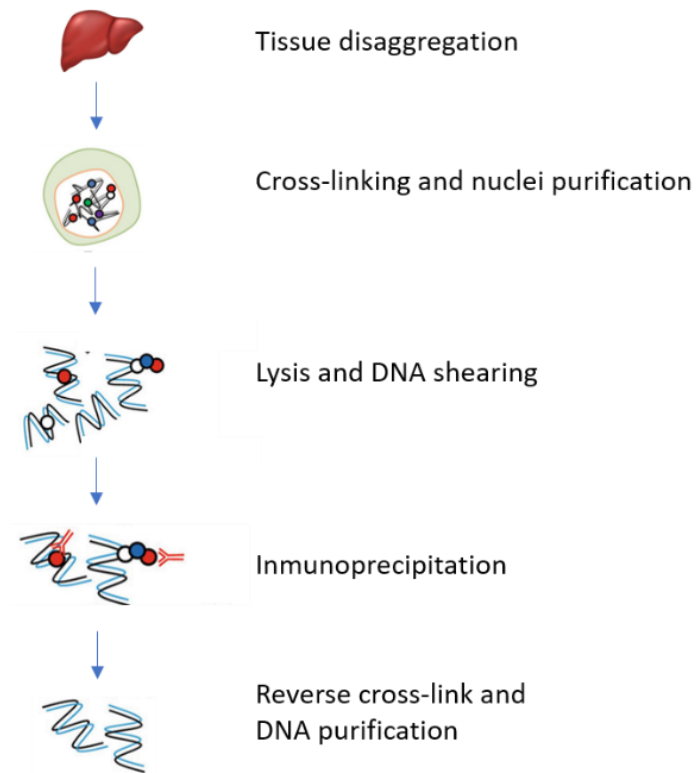 Tissue disaggregation
Cross-linking and nuclei purification
Lysis and DNA shearing
Inmunoprecipitation
Reverse cross-link and
DNA purification